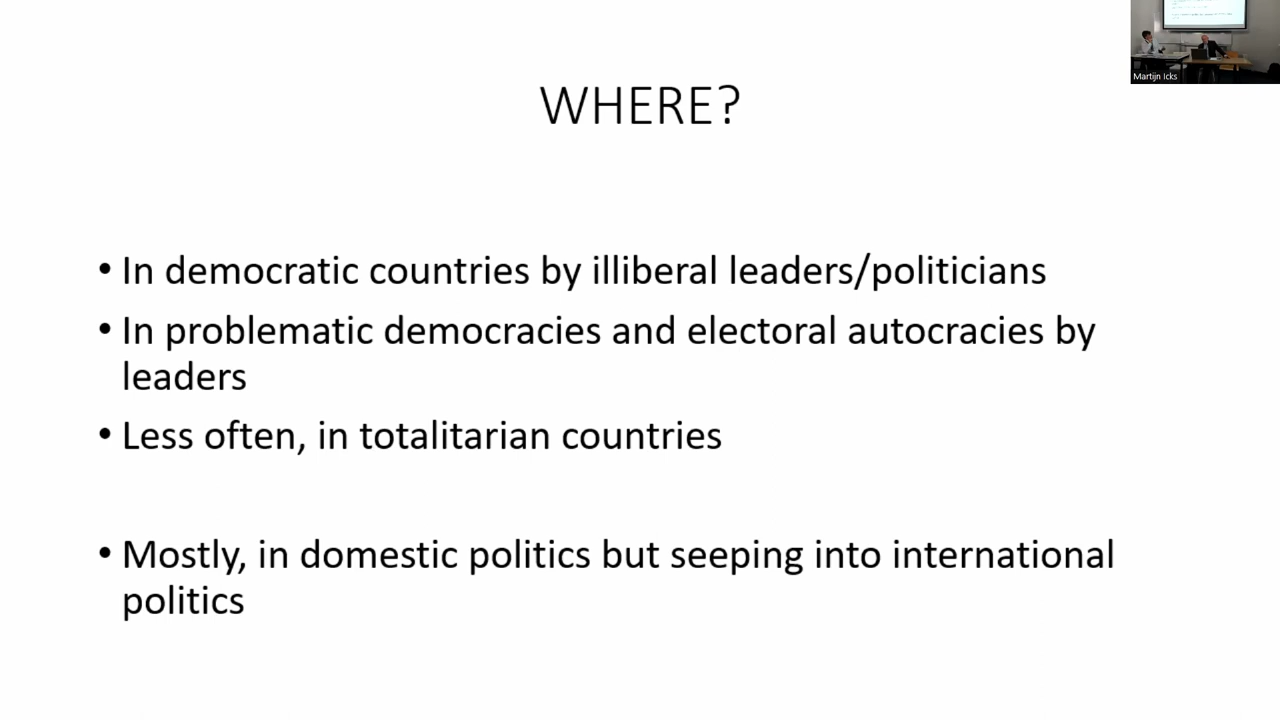 Martijn Icks
WHERE?
• In democratic countries by illiberal leaders/politicians
• In problematic democracies and electoral autocracies by
leaders
• Less often, in totalitarian countries
• Mostly, in domestic politics but seeping into international
politics